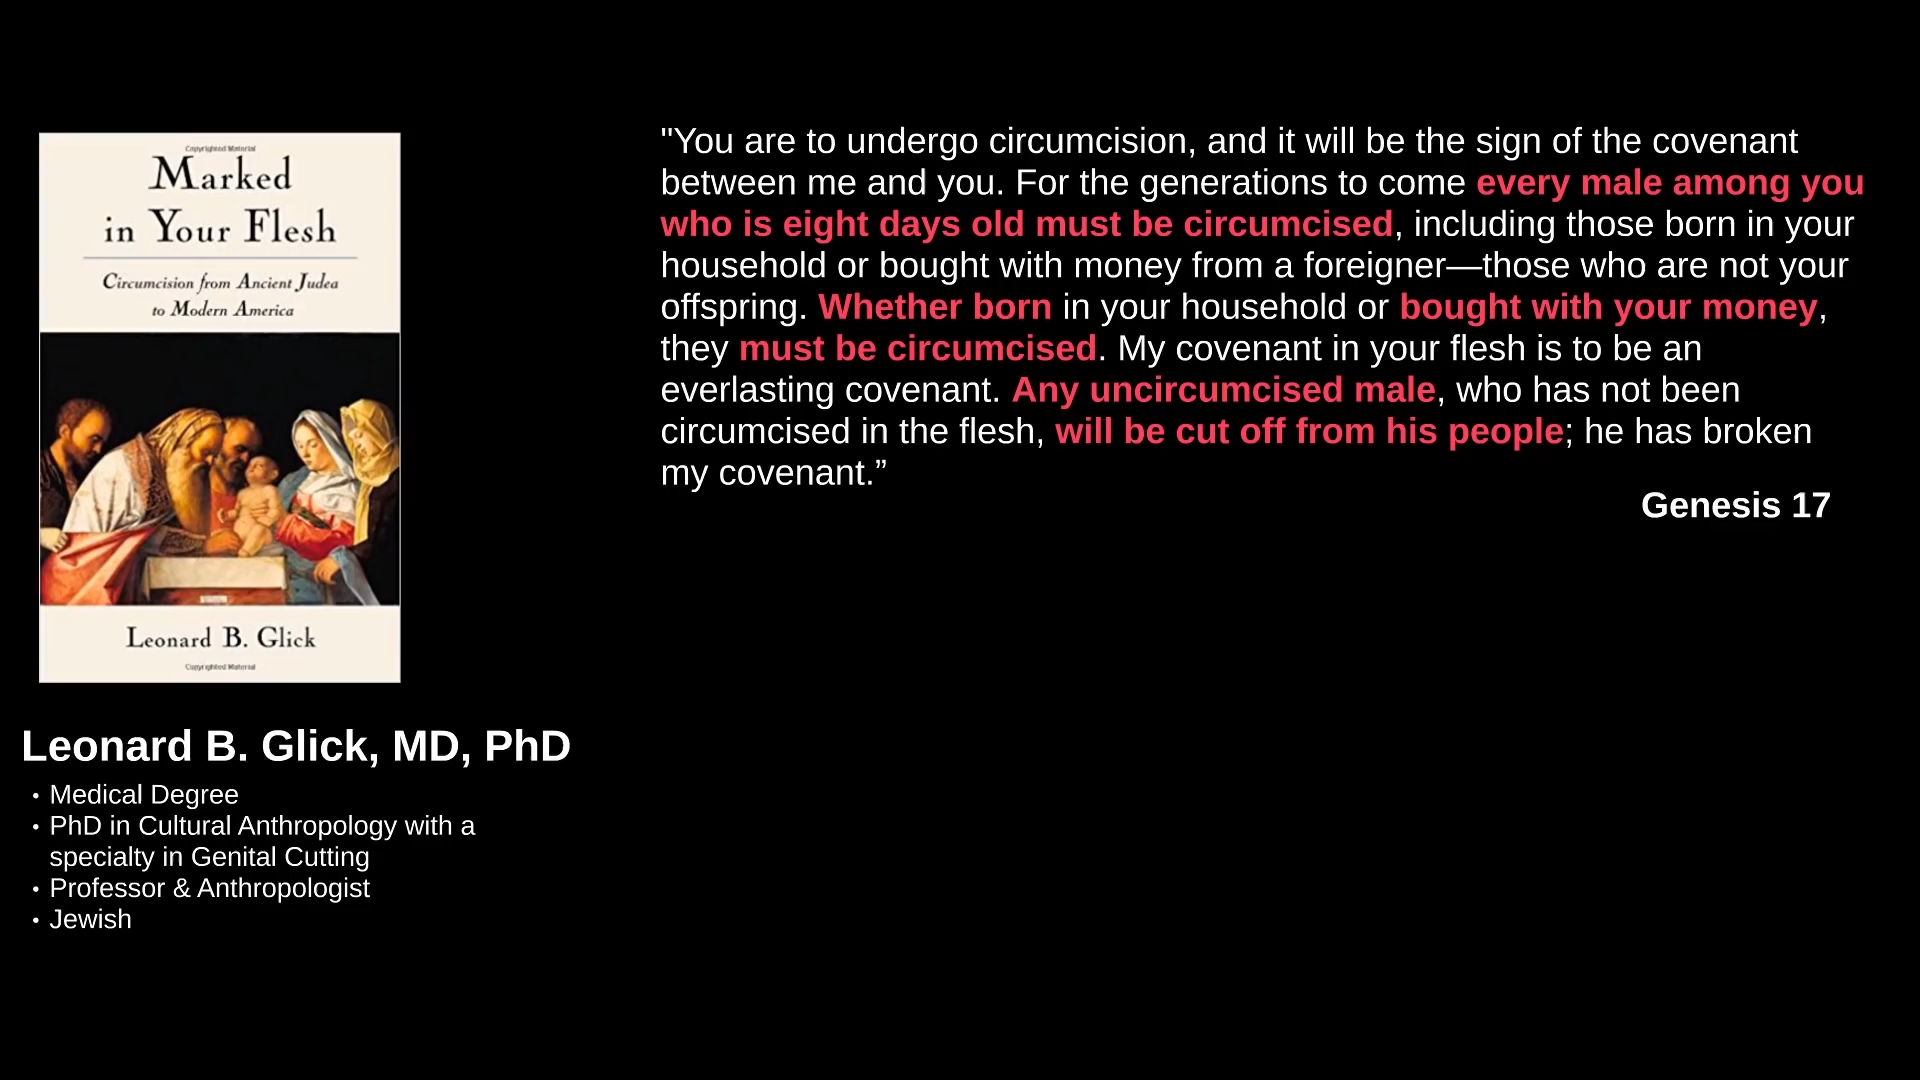 Copyrighted Material
Marked
in Your Flesh
Circumcision from Ancient Judea
to Modern America
Leonard B. Glick
Copyrighted Material
Leonard B. Glick, MD, PhD
• Medical Degree
• PhD in Cultural Anthropology with a
specialty in Genital Cutting
• Professor & Anthropologist
• Jewish
"You are to undergo circumcision, and it will be the sign of the covenant
between me and you. For the generations to come every male among you
who is eight days old must be circumcised, including those born in your
household or bought with money from a foreigner—those who are not your
offspring. Whether born in your household or bought with your money,
they must be circumcised. My covenant in your flesh is to be an
everlasting covenant. Any uncircumcised male, who has not been
circumcised in the flesh, will be cut off from his people; he has broken
my covenant.”
Genesis 17